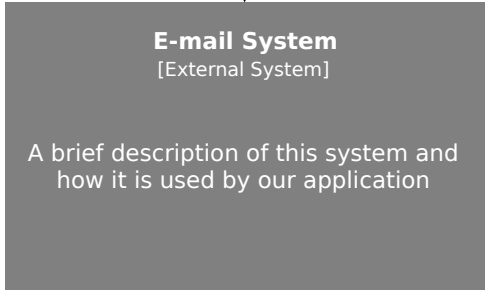 E-mail System
[External System]
A brief description of this system and
how it is used by our application